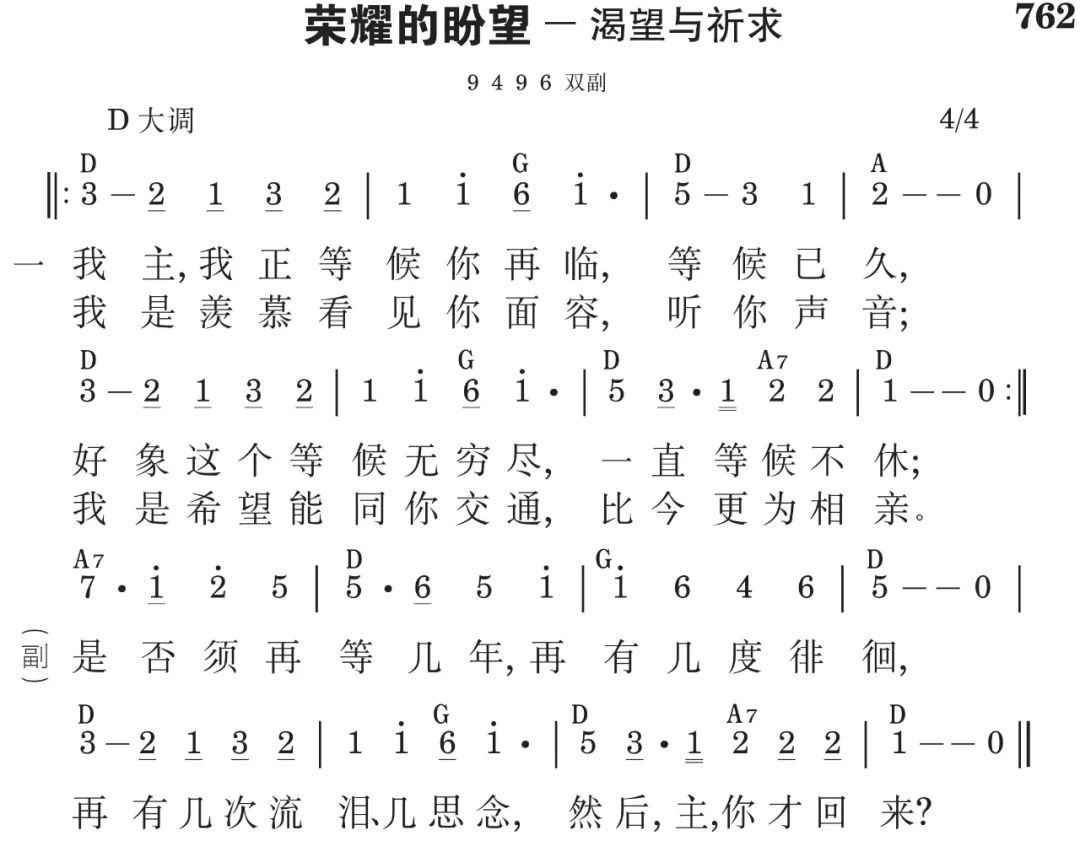 荣耀的盼望 — 渴望与祈求 762
9 4 9 6 双副
D 大调 4/4
D G D A
‖: 3 — 2̲ 1̲ 3̲ 2̲ | 1 i̇ 6̲ i̇ · | 5 — 3 1 | 2 — — 0 |
一 我主,我正等候你再临, 等候已久,
我是羡慕看见你面容, 听你声音;
D G D A7 D
3 — 2̲ 1̲ 3̲ 2̲ | 1 i̇ 6̲ i̇ · | 5 3̲ · 1̳ 2 2 | 1 — — 0 :‖
好象这个等候无穷尽, 一直等候不休;
我是希望能同你交通, 比今更为相亲。
A7 D G D
7 · 1̲̇ 2̇ 5 | 5 · 6̲ 5 i̇ | i̇ 6 4 6 | 5 — — 0 |
(副) 是否须再等几年,再有几度徘徊,
D G D A7 D
3 — 2̲ 1̲ 3̲ 2̲ | 1 i̇ 6̲ i̇ · | 5 3̲ · 1̳ 2 2̲ 2̲ | 1 — — 0 ‖
再有几次流泪、几思念, 然后,主,你才回来?